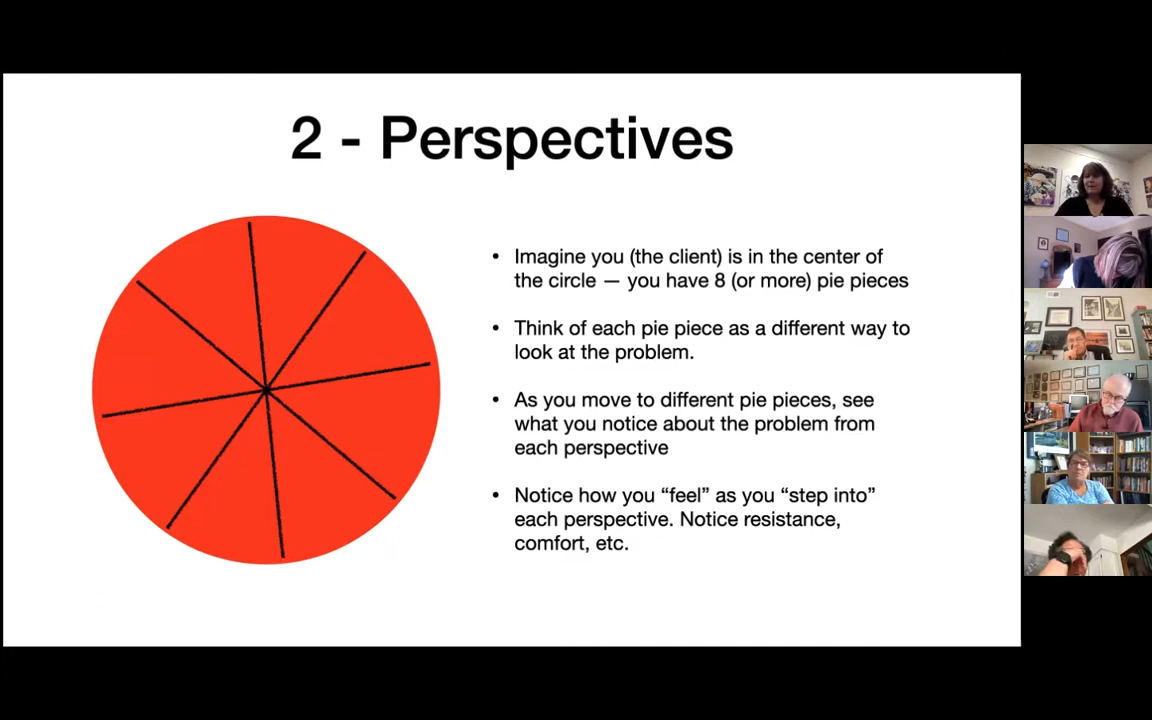 2 - Perspectives
• Imagine you (the client) is in the center of
the circle — you have 8 (or more) pie pieces
• Think of each pie piece as a different way to
look at the problem.
• As you move to different pie pieces, see
what you notice about the problem from
each perspective
• Notice how you “feel” as you “step into”
each perspective. Notice resistance,
comfort, etc.